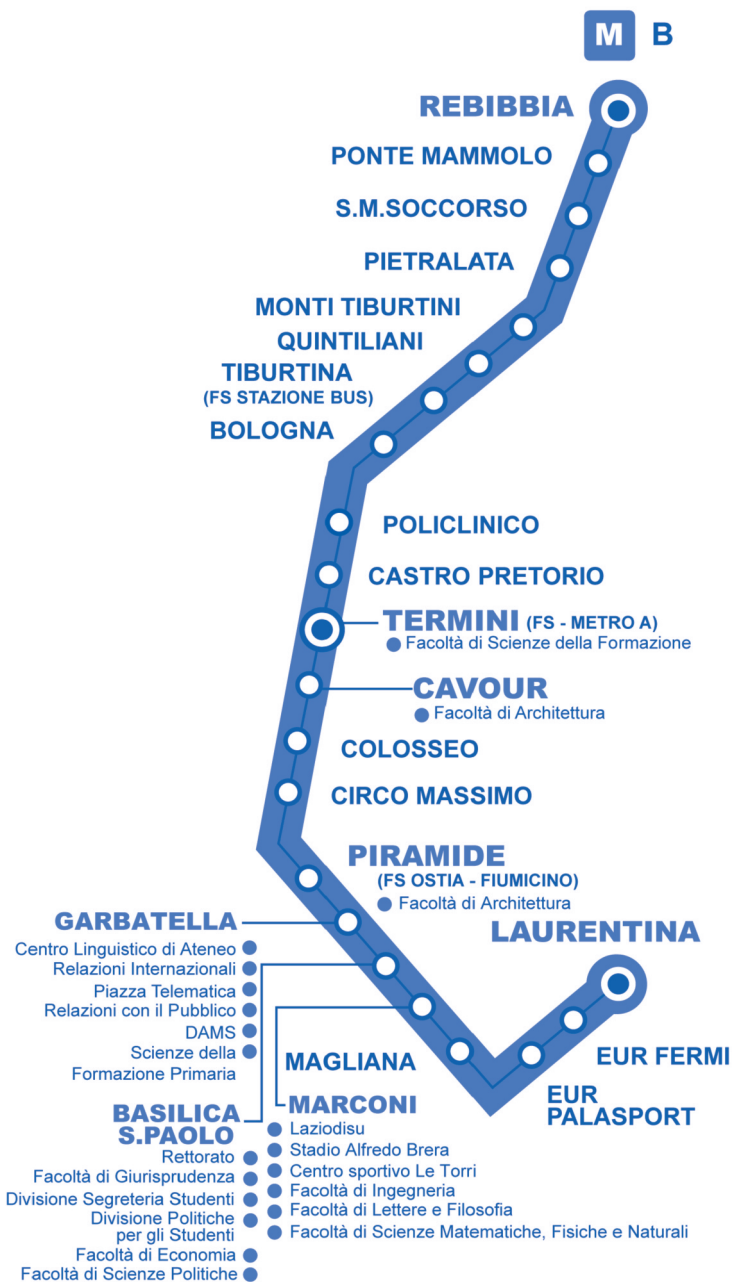 M B
REBIBBIA
PONTE MAMMOLO
S.M.SOCCORSO
PIETRALATA
MONTI TIBURTINI
QUINTILIANI
TIBURTINA
(FS STAZIONE BUS)
BOLOGNA
POLICLINICO
CASTRO PRETORIO
TERMINI (FS - METRO A)
Facoltà di Scienze della Formazione
CAVOUR
Facoltà di Architettura
COLOSSEO
CIRCO MASSIMO
PIRAMIDE
(FS OSTIA - FIUMICINO)
Facoltà di Architettura
GARBATELLA
Centro Linguistico di Ateneo
Relazioni Internazionali
Piazza Telematica
Relazioni con il Pubblico
DAMS
Scienze della
Formazione Primaria
BASILICA
S.PAOLO
Rettorato
Facoltà di Giurisprudenza
Divisione Segreteria Studenti
Divisione Politiche
per gli Studenti
Facoltà di Economia
Facoltà di Scienze Politiche
MARCONI
Laziodisu
Stadio Alfredo Brera
Centro sportivo Le Torri
Facoltà di Ingegneria
Facoltà di Lettere e Filosofia
Facoltà di Scienze Matematiche, Fisiche e Naturali
MAGLIANA
EUR
PALASPORT
EUR FERMI
LAURENTINA